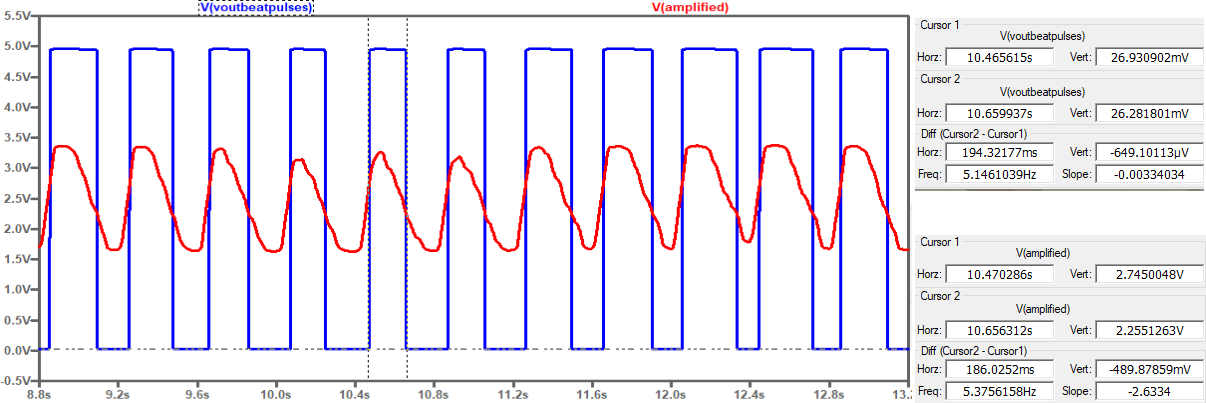 V(voutbeatpulses) V(amplified)
5.5V
5.0V
4.5V
4.0V
3.5V
3.0V
2.5V
2.0V
1.5V
1.0V
0.5V
0.0V
-0.5V
8.8s 9.2s 9.6s 10.0s 10.4s 10.8s 11.2s 11.6s 12.0s 12.4s 12.8s 13.2
Cursor 1
V(voutbeatpulses)
Horz: 10.465615s Vert: 26.930902mV
Cursor 2
V(voutbeatpulses)
Horz: 10.659937s Vert: 26.281801mV
Diff (Cursor2 - Cursor1)
Horz: 194.32177ms Vert: -649.10113µV
Freq: 5.1461039Hz Slope: -0.00334034
Cursor 1
V(amplified)
Horz: 10.470286s Vert: 2.7450048V
Cursor 2
V(amplified)
Horz: 10.656312s Vert: 2.2551263V
Diff (Cursor2 - Cursor1)
Horz: 186.0252ms Vert: -489.87859mV
Freq: 5.3756158Hz Slope: -2.6334